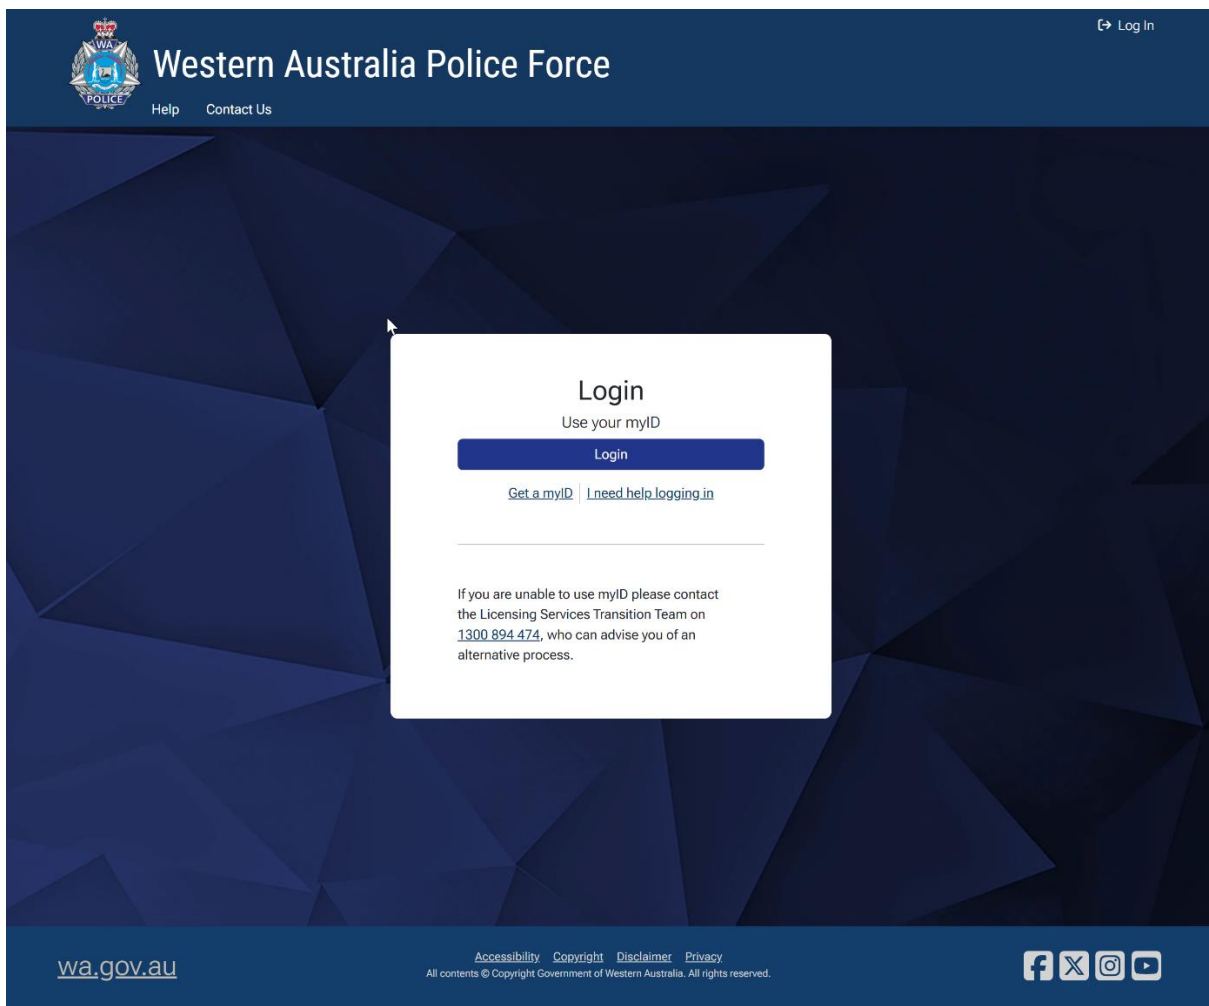 Log In
WA
POLICE
Western Australia Police Force
Help Contact Us
Login
Use your myID
Login
Get a myID I need help logging in
If you are unable to use myID please contact
the Licensing Services Transition Team on
1300 894 474, who can advise you of an
alternative process.
wa.gov.au
Accessibility Copyright Disclaimer Privacy
All contents © Copyright Government of Western Australia. All rights reserved.